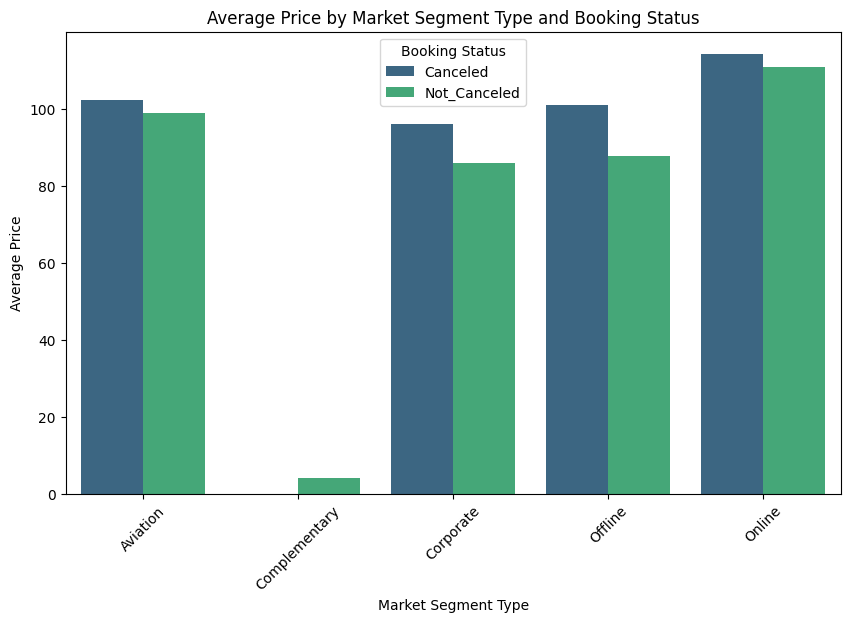 Average Price by Market Segment Type and Booking Status
Booking Status
Canceled
Not_Canceled
Average Price
100
80
60
40
20
0
Aviation
Complementary
Corporate
Offline
Online
Market Segment Type